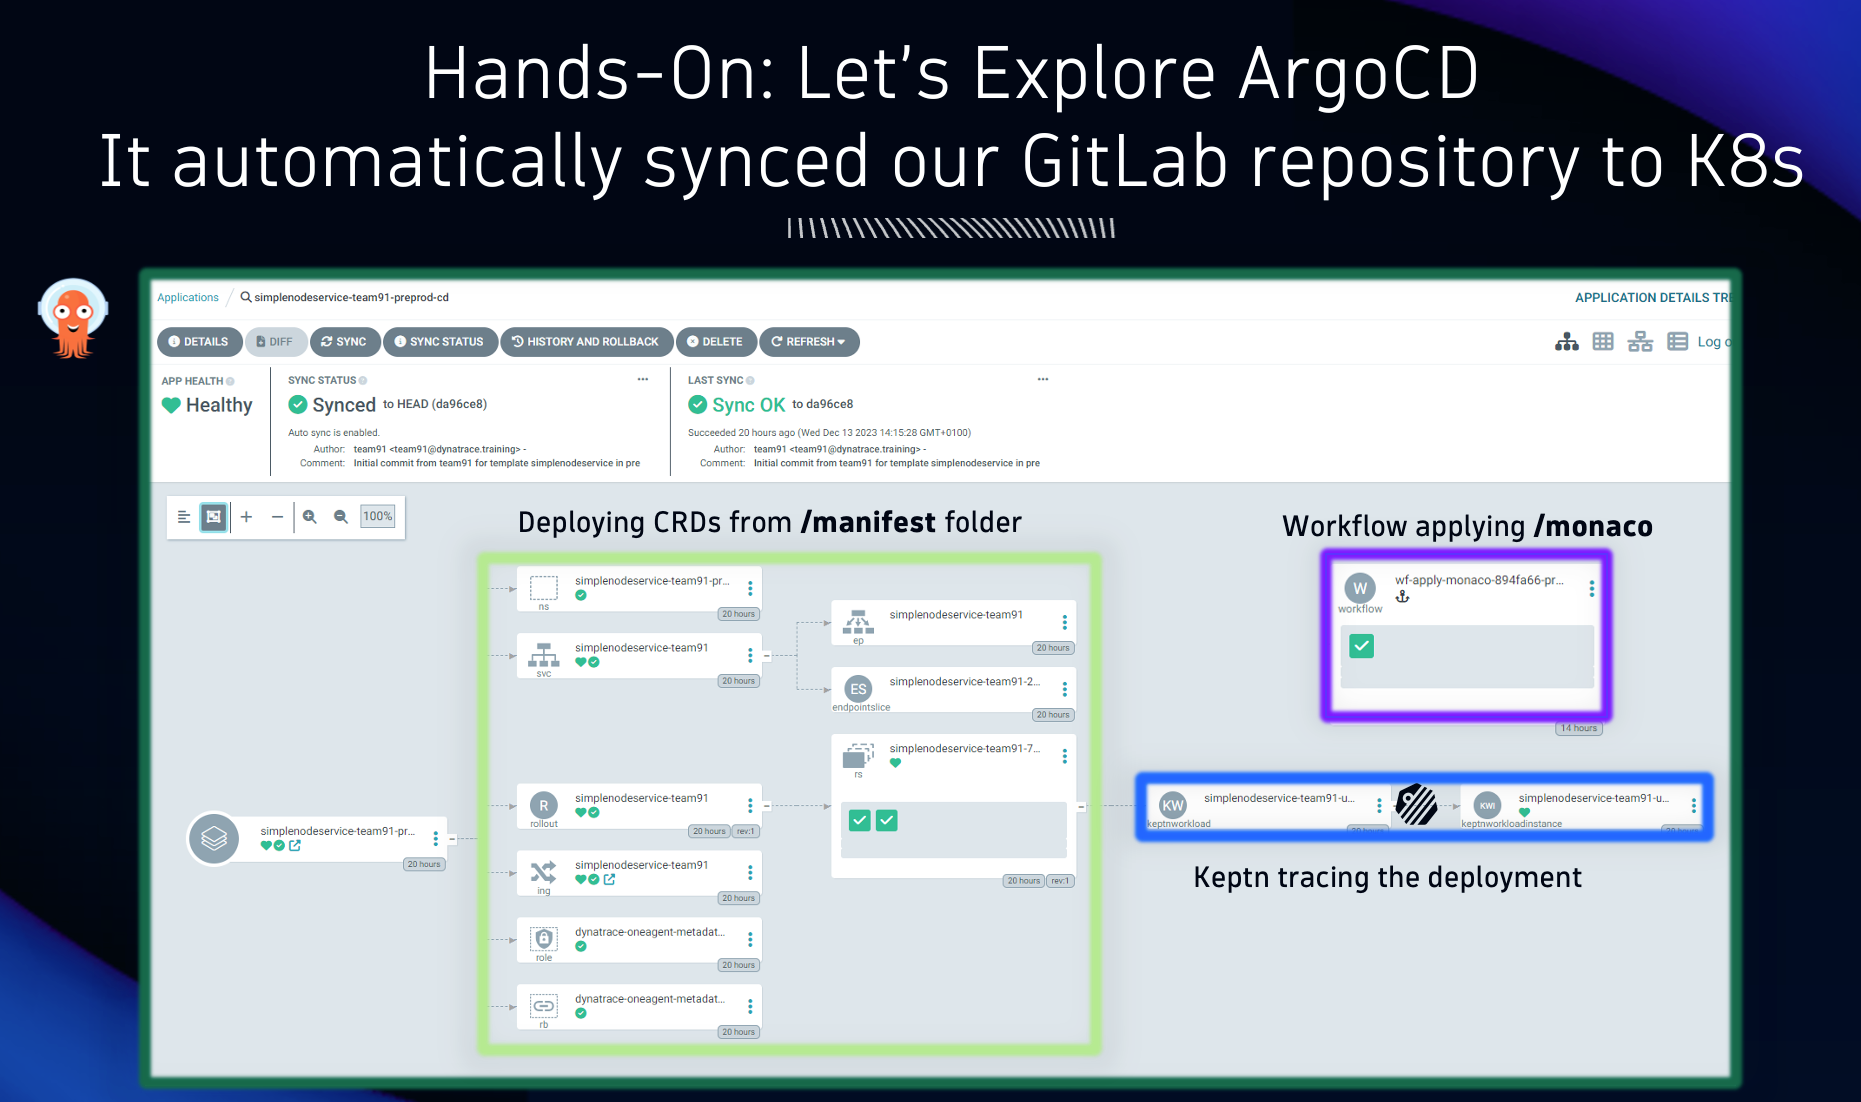 Hands-On: Let's Explore ArgoCD
It automatically synced our GitLab repository to K8s
Applications / simplenodeservice-team91-preprod-cd
APPLICATION DETAILS TRE
DETAILS DIFF SYNC SYNC STATUS HISTORY AND ROLLBACK DELETE REFRESH
Log o
APP HEALTH
Healthy
SYNC STATUS
Synced to HEAD (da96ce8)
Auto sync is enabled.
Author: team91 <team91@dynatrace.training> -
Comment: Initial commit from team91 for template simplenodeservice in pre
LAST SYNC
Sync OK to da96ce8
Succeeded 20 hours ago (Wed Dec 13 2023 14:15:28 GMT+0100)
Author: team91 <team91@dynatrace.training> -
Comment: Initial commit from team91 for template simplenodeservice in pre
100%
Deploying CRDs from /manifest folder
Workflow applying /monaco
simplenodeservice-team91-pr...
20 hours
simplenodeservice-team91-pr...
ns
20 hours
simplenodeservice-team91
svc
20 hours
R
simplenodeservice-team91
rollout
20 hours rev:1
simplenodeservice-team91
ing
20 hours
dynatrace-oneagent-metadat...
role
20 hours
dynatrace-oneagent-metadat...
rb
20 hours
simplenodeservice-team91
ep
20 hours
ES
simplenodeservice-team91-2...
endpointslice
20 hours
simplenodeservice-team91-7...
rs
20 hours rev:1
W
wf-apply-monaco-894fa66-pr...
workflow
14 hours
KW
simplenodeservice-team91-u...
keptnworkload
20 hours
KWI
simplenodeservice-team91-u...
keptnworkloadinstance
20 hours
Keptn tracing the deployment